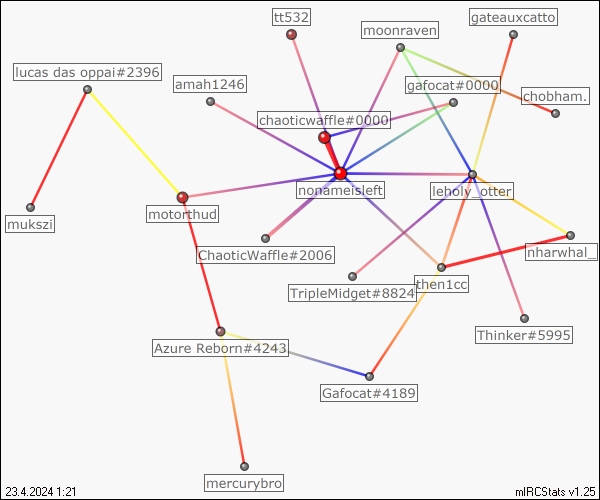 tt532
gateauxcatto
moonraven
lucas das oppai#2396
amah1246
gafocat#0000
chobham.
chaoticwaffle#0000
nonameisleft
leholy_otter
motorthud
mukszi
ChaoticWaffle#2006
nharwhal_
TripleMidget#8824
then1cc
Thinker#5995
Azure Reborn#4243
Gafocat#4189
mercurybro
23.4.2024 1:21
mIRCStats v1.25